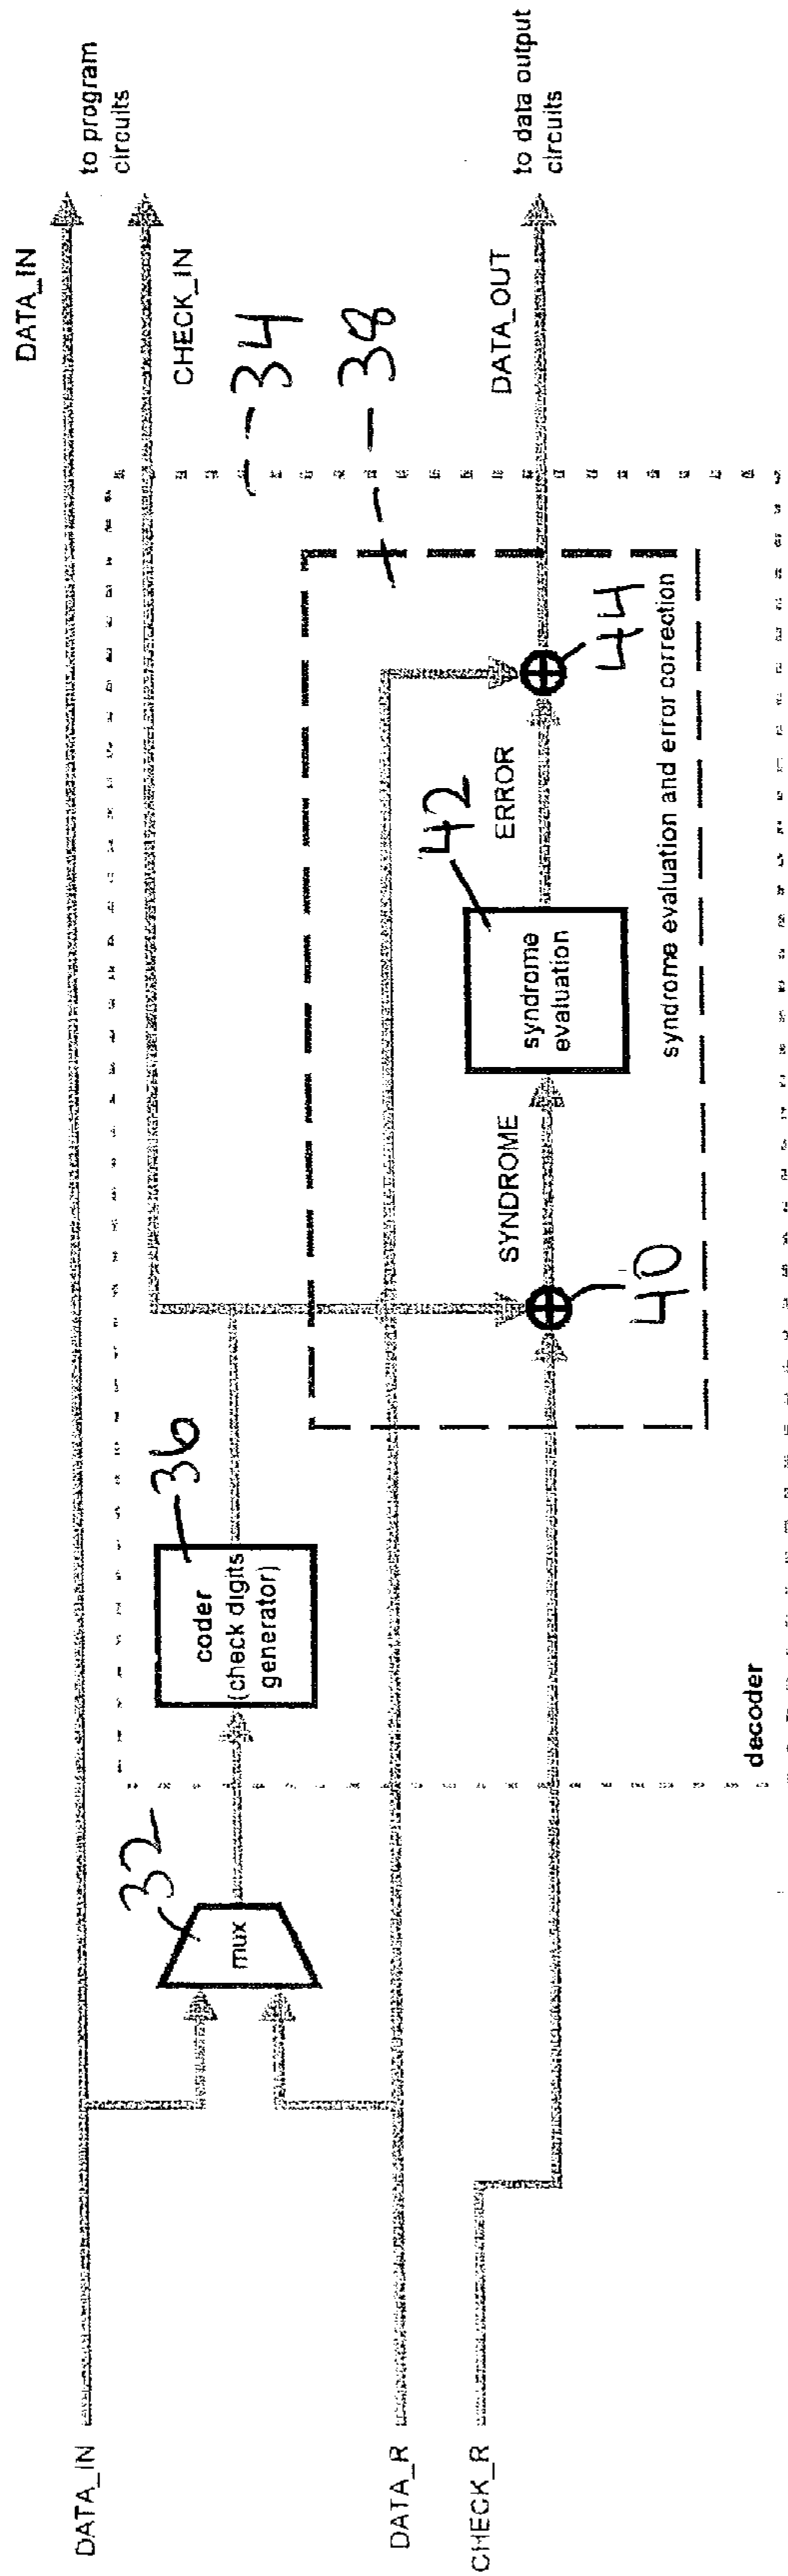 DATA_IN
DATA_R
CHECK_R
32
mux
36
coder
(check digits
generator)
decoder
40
SYNDROME
42
syndrome
evaluation
ERROR
44
syndrome evaluation and error correction
34
38
DATA_IN
to program
circuits
CHECK_IN
DATA_OUT
to data output
circuits